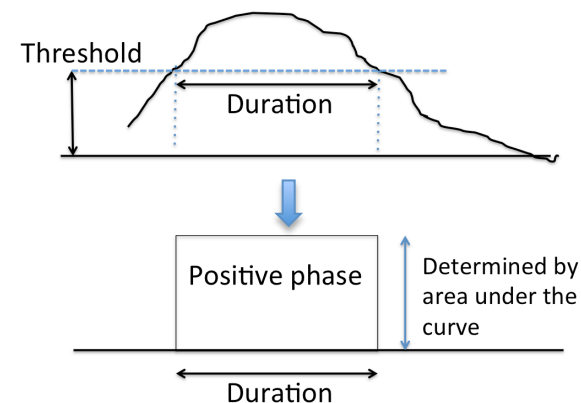 Threshold
Duration
Positive phase
Determined by
area under the
curve
Duration